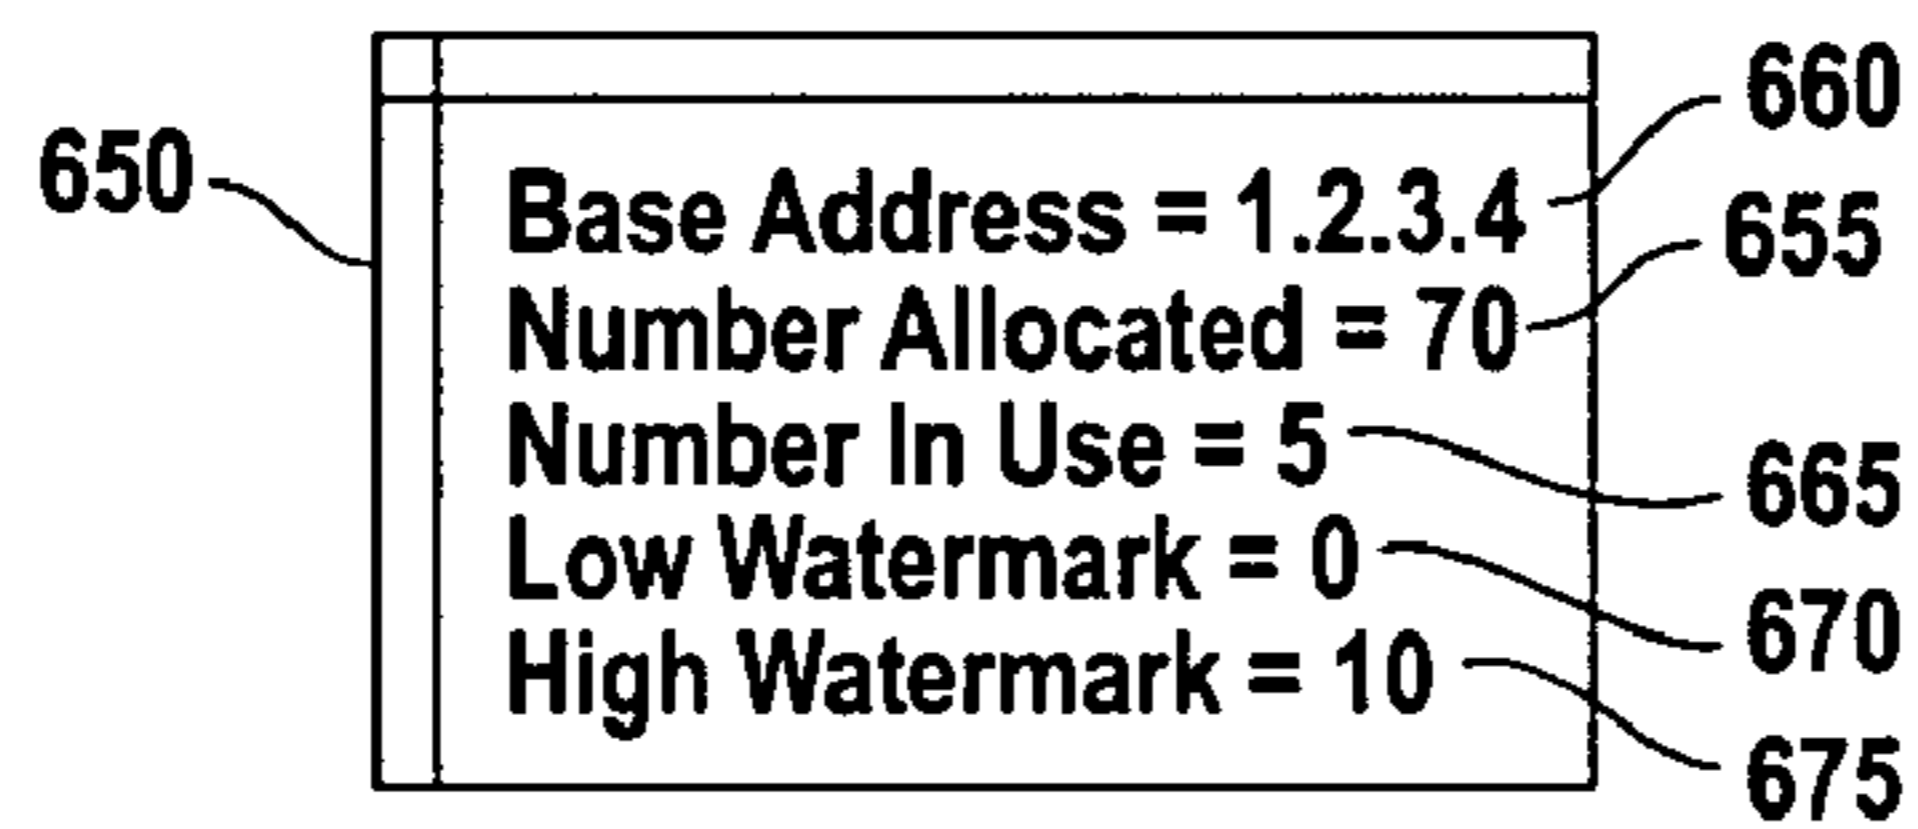 660
650
Base Address = 1.2.3.4
655
Number Allocated = 70
Number In Use = 5
665
Low Watermark = 0
670
High Watermark = 10
675